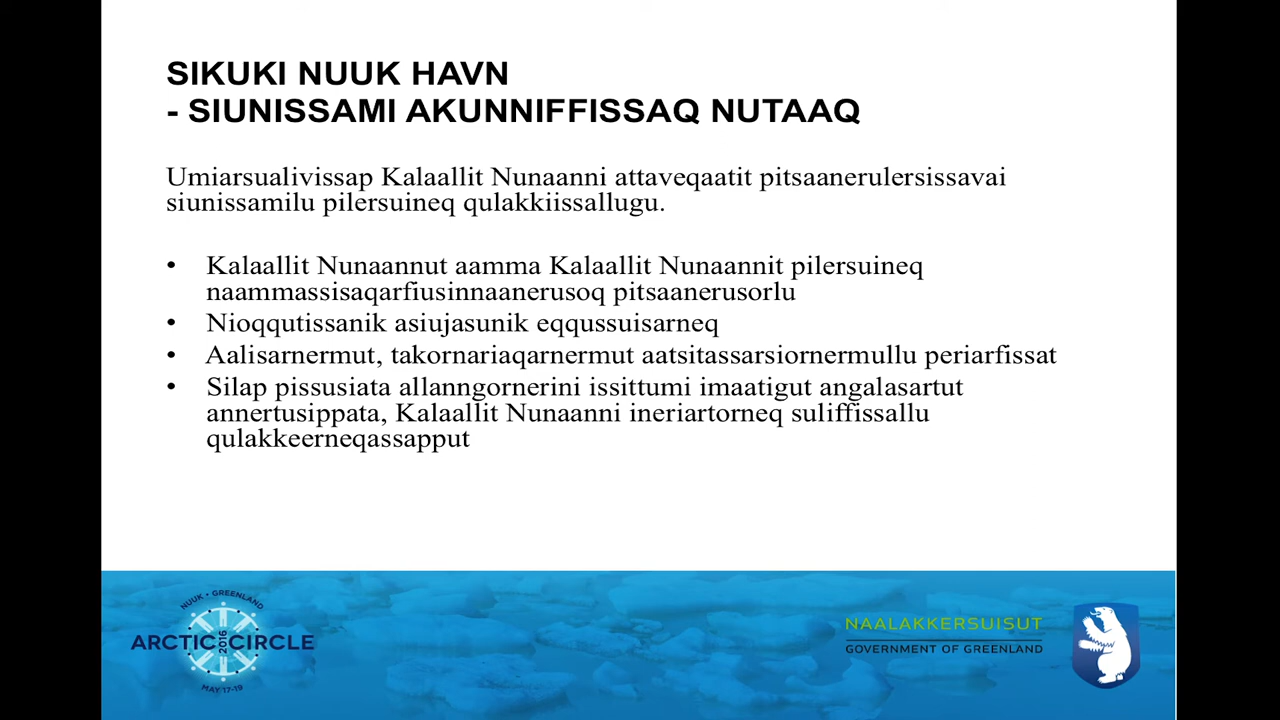 SIKUKI NUUK HAVN
- SIUNISSAMI AKUNNIFFISSAQ NUTAAQ
Umiarsualivissap Kalaallit Nunaanni attaveqaatit pitsaanerulersissavai
siunissamilu pilersuineq qulakkiissallugu.
• Kalaallit Nunaannut aamma Kalaallit Nunaannit pilersuineq
naammassisaqarfiusinnaanerusoq pitsaanerusorlu
• Nioqqutissanik asiujasunik eqqussuisarneq
• Aalisarnermut, takornariaqarnermut aatsitassarsiornermullu periarfissat
• Silap pissusiata allanngornerini issittumi imaatigut angalasartut
annertusippata, Kalaallit Nunaanni ineriartorneq suliffissallu
qulakkeerneqassapput
NUUK • GREENLAND
ARCTIC 2016 CIRCLE
MAY 17-19
NAALAKKERSUISUT
GOVERNMENT OF GREENLAND